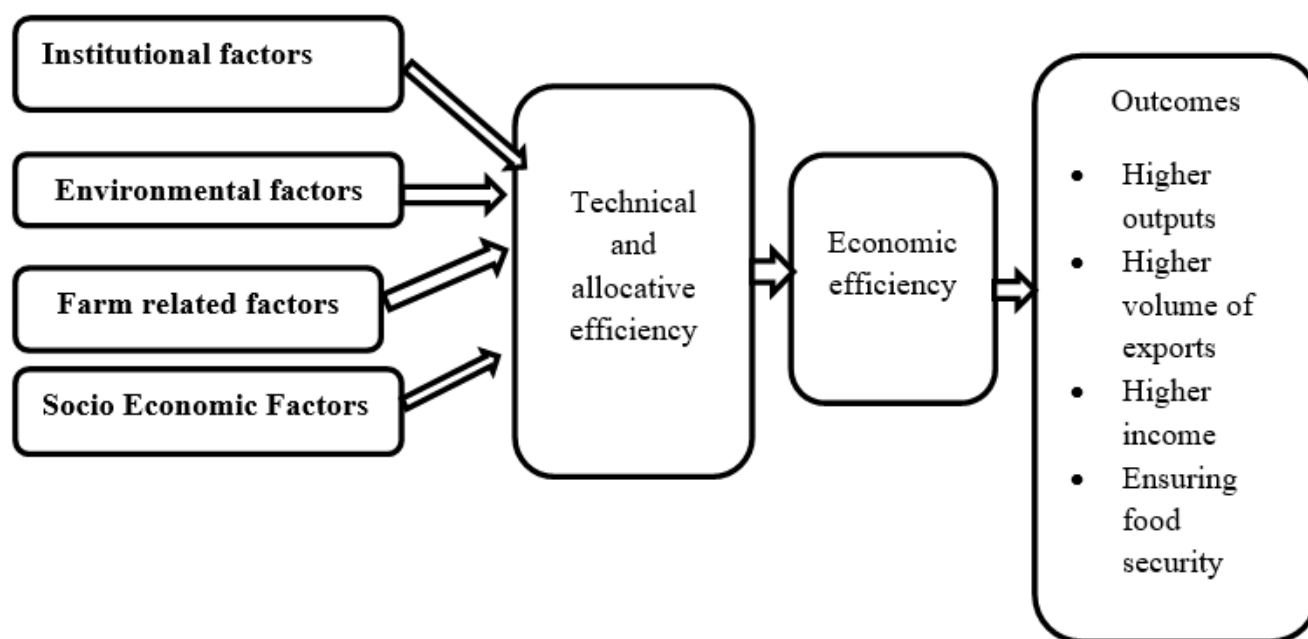 Institutional factors
Environmental factors
Farm related factors
Socio Economic Factors
Technical
and
allocative
efficiency
Economic
efficiency
Outcomes
• Higher
outputs
• Higher
volume of
exports
• Higher
income
• Ensuring
food
security